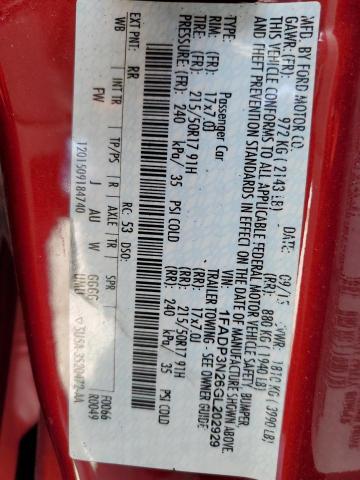 MFD BY FORD MOTOR CO.
DATE: 09/15 GVWR: 1810 KG ( 3990 LB)
GAWR: (FR): 972 KG ( 2143 LB) (RR): 880 KG ( 1940 LB)
THIS VEHICLE CONFORMS TO ALL APPLICABLE FEDERAL MOTOR VEHICLE SAFETY, BUMPER
AND THEFT PREVENTION STANDARDS IN EFFECT ON THE DATE OF MANUFACTURE SHOWN ABOVE.
VIN: 1FADP3N26GL202929
Passenger Car TRAILER TOWING - SEE OWNER GUIDE
RIM: (FR): 17x7.0J (RR): 17x7.0J
TIRE: (FR): 215/50R17 91H (RR): 215/50R17 91H
PRESSURE: (FR): 240 kPa/ 35 PSI COLD (RR): 240 kPa/ 35 PSI COLD
EXT PNT: RR RC: 53 DSO: F0066
WB INT TR TP/PS R AXLE TR SPR R0049
FW J AU W GGGG
1201509184740